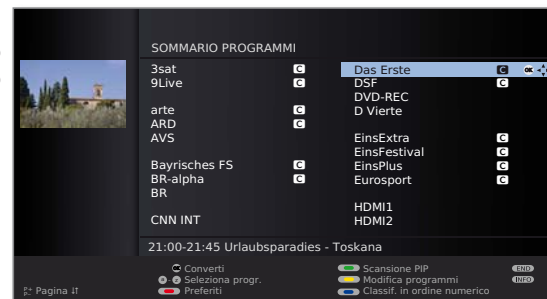 SOMMARIO PROGRAMMI
3sat C
9Live C
arte C
ARD C
AVS
Bayrisches FS C
BR-alpha C
BR
CNN INT
Das Erste C OK
DSF C
DVD-REC
D Vierte
EinsExtra C
EinsFestival C
EinsPlus C
Eurosport C
HDMI1
HDMI2
21:00-21:45 Urlaubsparadies - Toskana
OK Converti
Seleziona progr.
P+ P- Pagina ↓↑ Preferiti
Scansione PIP END
Modifica programmi INFO
Classif. in ordine numerico